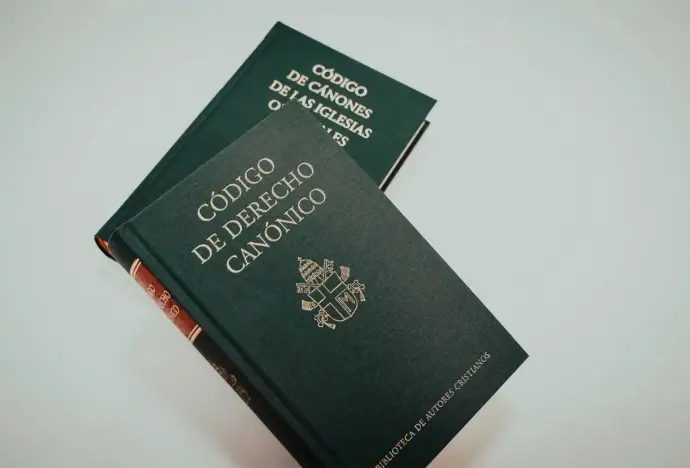 CÓDIGO
DE CÁNONES
DE LAS IGLESIAS
CÓDIGO
DE DERECHO
CANÓNICO
BIBLIOTECA DE AUTORES CRISTIANOS